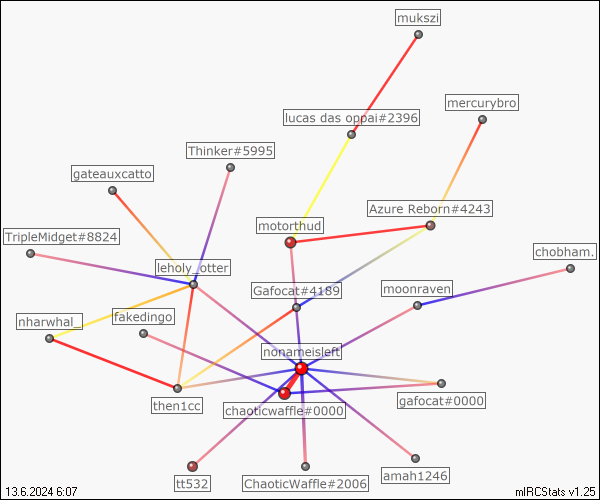 mukszi
mercurybro
lucas das oppai#2396
Thinker#5995
gateauxcatto
Azure Reborn#4243
motorthud
TripleMidget#8824
chobham.
leholy_otter
Gafocat#4189
moonraven
fakedingo
nharwhal_
nonameisleft
then1cc
chaoticwaffle#0000
gafocat#0000
tt532
ChaoticWaffle#2006
amah1246
13.6.2024 6:07
mIRCStats v1.25